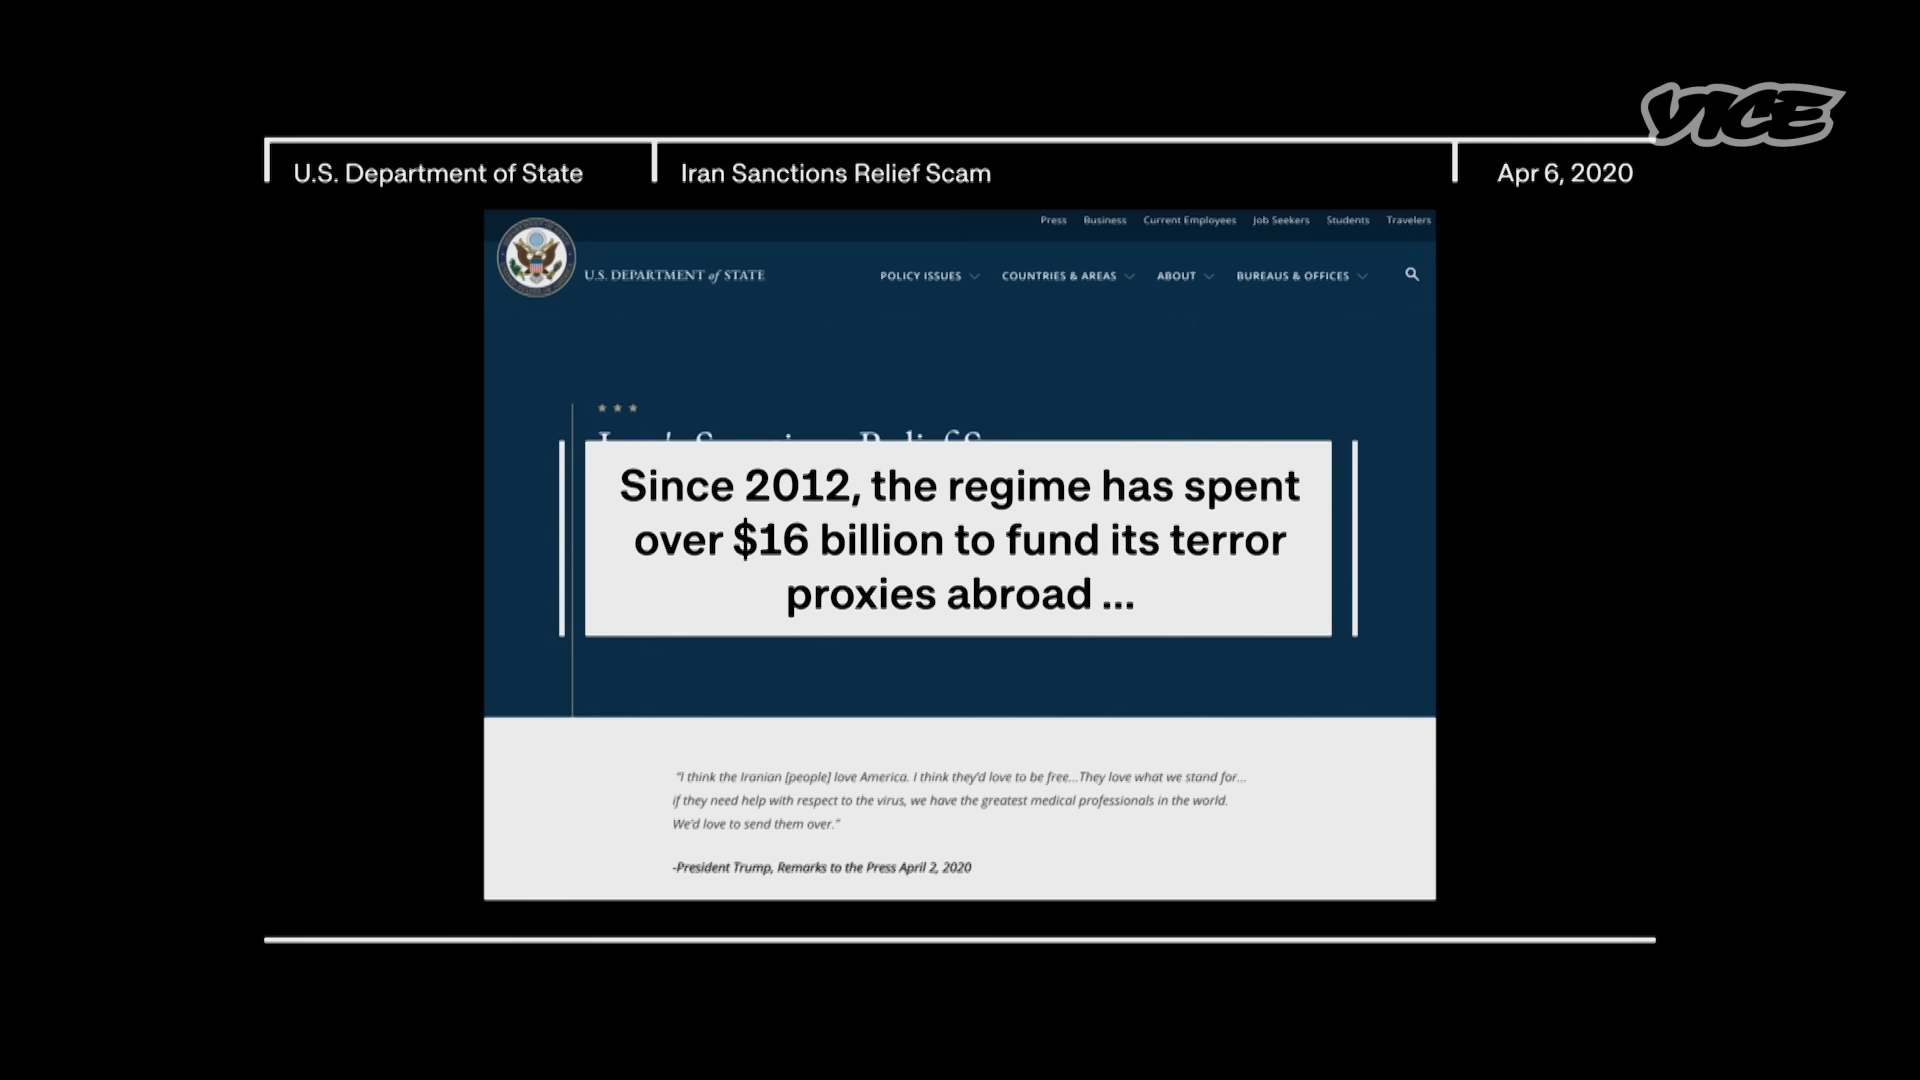 VICE
U.S. Department of State
Iran Sanctions Relief Scam
Apr 6, 2020
Press Business Current Employees Job Seekers Students Travelers
U.S. DEPARTMENT of STATE
POLICY ISSUES COUNTRIES & AREAS ABOUT BUREAUS & OFFICES
Since 2012, the regime has spent
over $16 billion to fund its terror
proxies abroad ...
"I think the Iranian [people] love America. I think they'd love to be free...They love what we stand for...
if they need help with respect to the virus, we have the greatest medical professionals in the world.
We'd love to send them over."
-President Trump, Remarks to the Press April 2, 2020